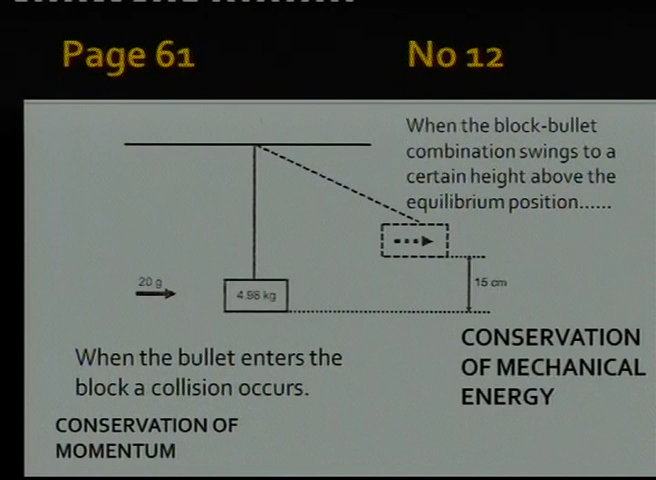 Page 61
No 12
When the block-bullet
combination swings to a
certain height above the
equilibrium position......
20 g
4.98 kg
15 cm
When the bullet enters the
block a collision occurs.
CONSERVATION OF
MOMENTUM
CONSERVATION
OF MECHANICAL
ENERGY